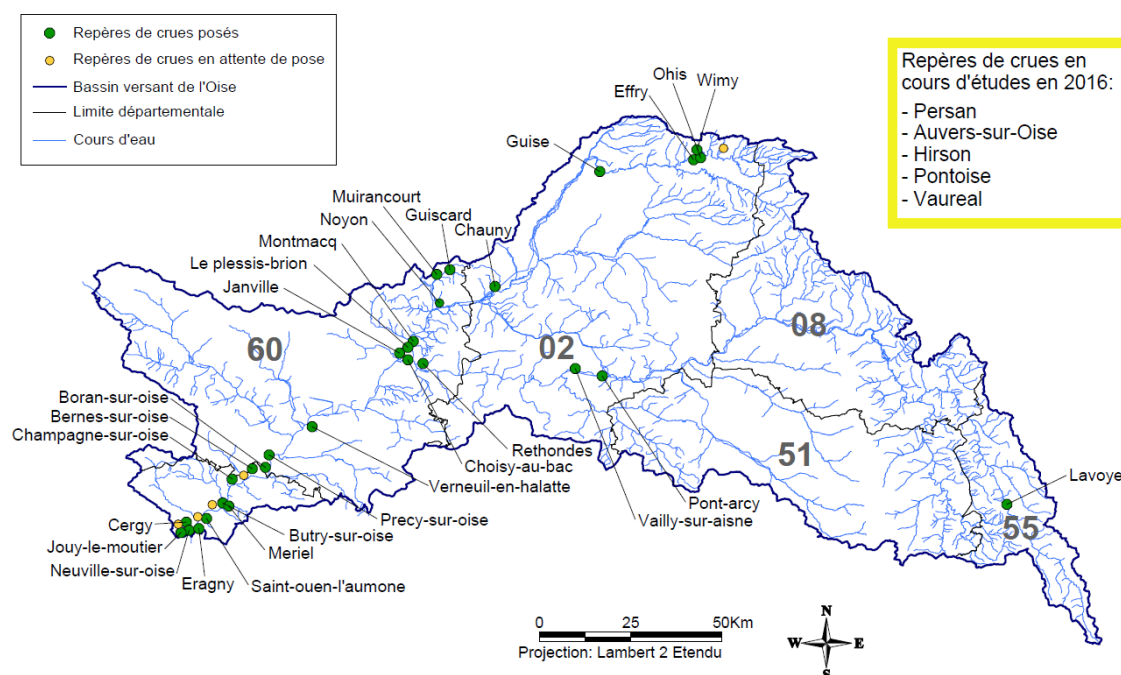 Repères de crues posés
Repères de crues en attente de pose
Bassin versant de l'Oise
Limite départementale
Cours d'eau
Repères de crues en
cours d'études en 2016:
- Persan
- Auvers-sur-Oise
- Hirson
- Pontoise
- Vaureal
Ohis
Wimy
Effry
Guise
Muirancourt
Guiscard
Noyon
Chauny
Montmacq
Le plessis-brion
Janville
60
02
08
51
55
Boran-sur-oise
Bernes-sur-oise
Champagne-sur-oise
Rethondes
Choisy-au-bac
Verneuil-en-halatte
Pont-arcy
Vailly-sur-aisne
Lavoye
Precy-sur-oise
Cergy
Butry-sur-oise
Jouy-le-moutier
Meriel
Neuville-sur-oise
Eragny
Saint-ouen-l'aumone
0 25 50Km
Projection: Lambert 2 Etendu
N
W E
S